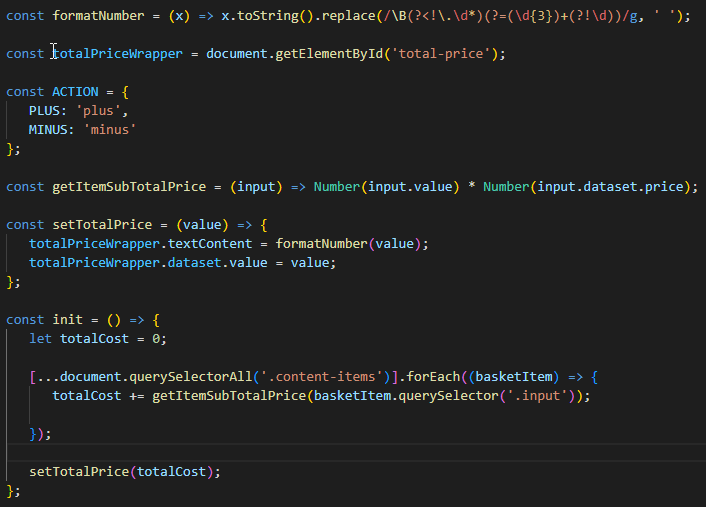 const formatNumber = (x) => x.toString().replace(/\B(?<!\.\d*)(?=(\d{3})+(?!\d))/g, ' ');
const totalPriceWrapper = document.getElementById('total-price');
const ACTION = {
PLUS: 'plus',
MINUS: 'minus'
};
const getItemSubTotalPrice = (input) => Number(input.value) * Number(input.dataset.price);
const setTotalPrice = (value) => {
totalPriceWrapper.textContent = formatNumber(value);
totalPriceWrapper.dataset.value = value;
};
const init = () => {
let totalCost = 0;
[...document.querySelectorAll('.content-items')].forEach((basketItem) => {
totalCost += getItemSubTotalPrice(basketItem.querySelector('.input'));
});
setTotalPrice(totalCost);
};